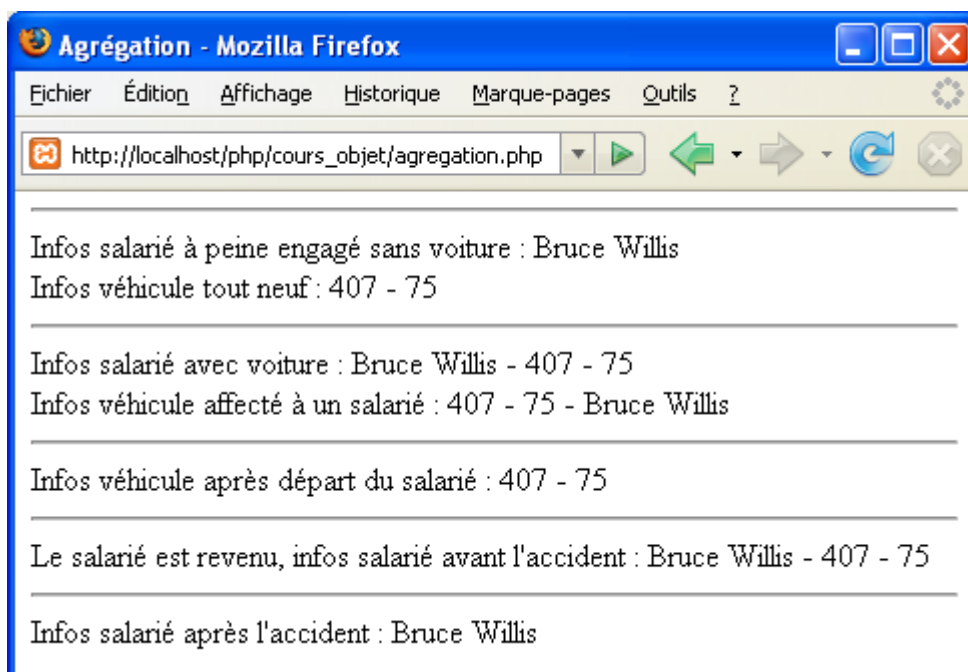 Agrégation - Mozilla Firefox
Fichier Édition Affichage Historique Marque-pages Outils ?
http://localhost/php/cours_objet/agregation.php
Infos salarié à peine engagé sans voiture : Bruce Willis
Infos véhicule tout neuf : 407 - 75
Infos salarié avec voiture : Bruce Willis - 407 - 75
Infos véhicule affecté à un salarié : 407 - 75 - Bruce Willis
Infos véhicule après départ du salarié : 407 - 75
Le salarié est revenu, infos salarié avant l'accident : Bruce Willis - 407 - 75
Infos salarié après l'accident : Bruce Willis